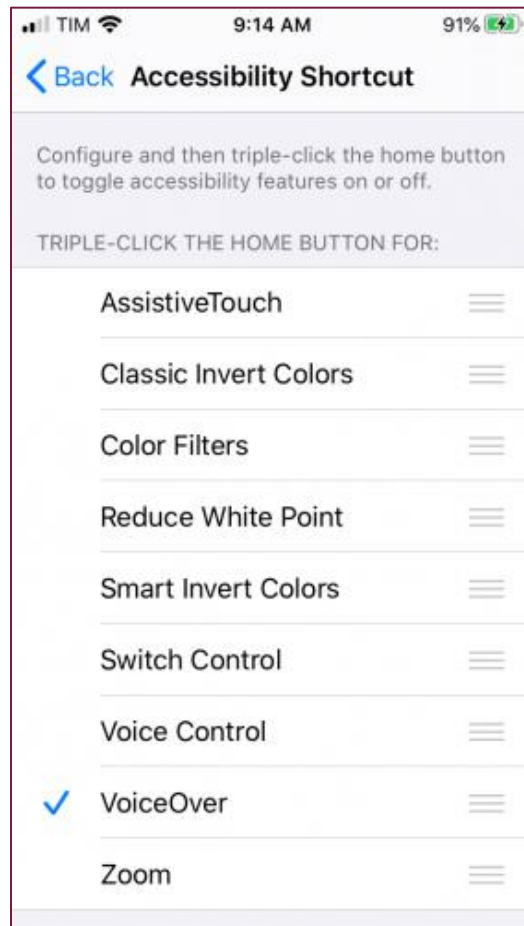 TIM 9:14 AM 91%
Back Accessibility Shortcut
Configure and then triple-click the home button
to toggle accessibility features on or off.
TRIPLE-CLICK THE HOME BUTTON FOR:
AssistiveTouch
Classic Invert Colors
Color Filters
Reduce White Point
Smart Invert Colors
Switch Control
Voice Control
VoiceOver
Zoom